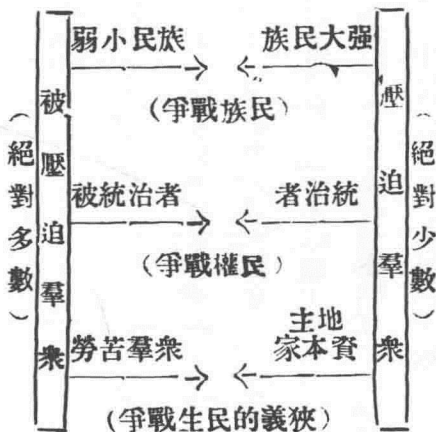 (絕對少數)
壓迫羣衆
强大民族
弱小民族
(民族戰爭)
統治者
被統治者
(民權戰爭)
地主
資本家
勞苦羣衆
(狹義的民生戰爭)
被壓迫羣衆
(絕對多數)